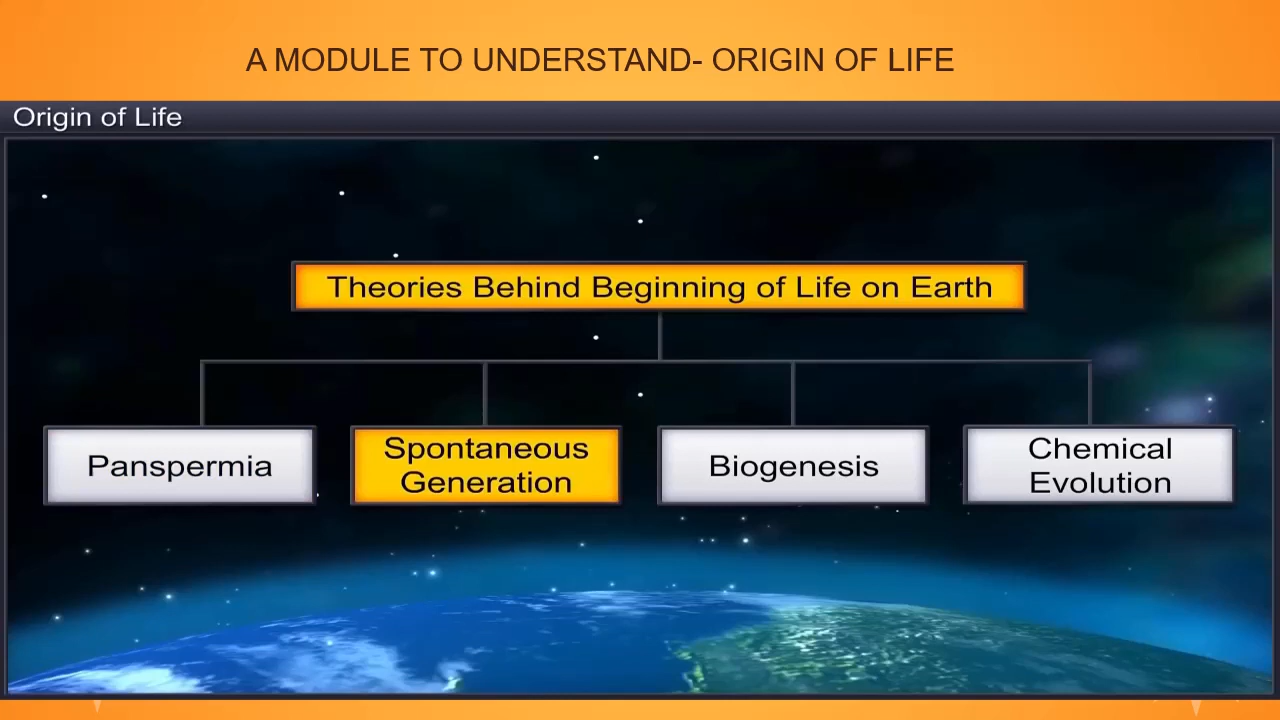 A MODULE TO UNDERSTAND- ORIGIN OF LIFE
Origin of Life
Theories Behind Beginning of Life on Earth
Panspermia
Spontaneous
Generation
Biogenesis
Chemical
Evolution